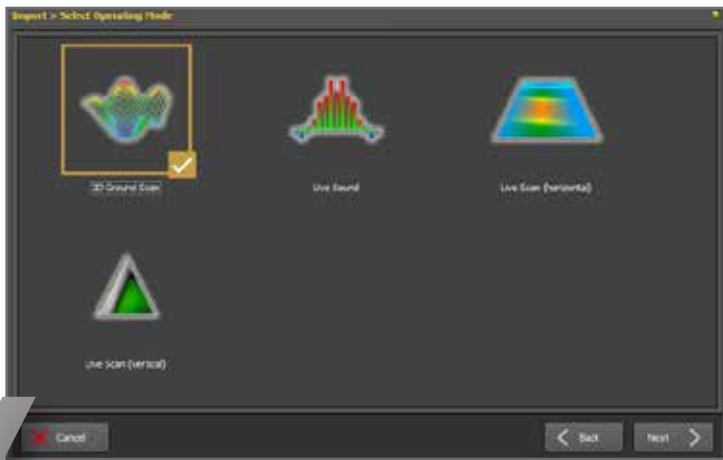 Import > Select Operating Mode
3D Ground Scan
Live Sound
Live Scan (horizontal)
Live Scan (vertical)
Cancel
Back
Next